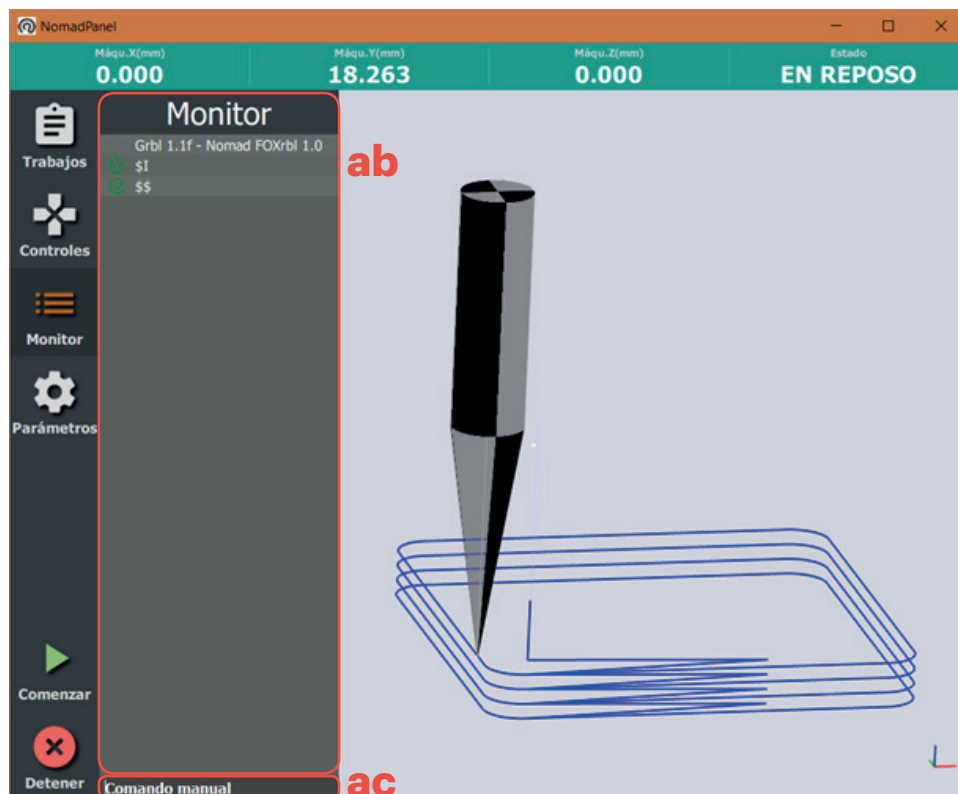 NomadPanel
Máqu.X(mm) Máqu.Y(mm) Máqu.Z(mm) Estado
0.000 18.263 0.000 EN REPOSO
Monitor
Grbl 1.1f - Nomad FOXrbl 1.0
ab
Trabajos
$I
$$
Controles
Monitor
Parámetros
Comenzar
Detener
Comando manual
ac